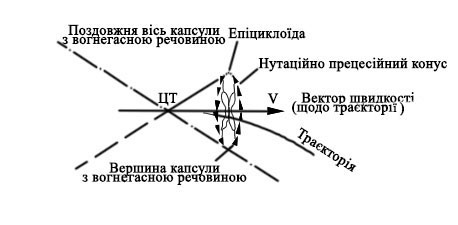 Поздовжня вісь капсули
з вогнегасною речовиною
Епіциклоїда
Нутаційно прецесійний конус
ЦТ
V
Вектор швидкості
(щодо траєкторії )
Траєкторія
Вершина капсули
з вогнегасною речовиною